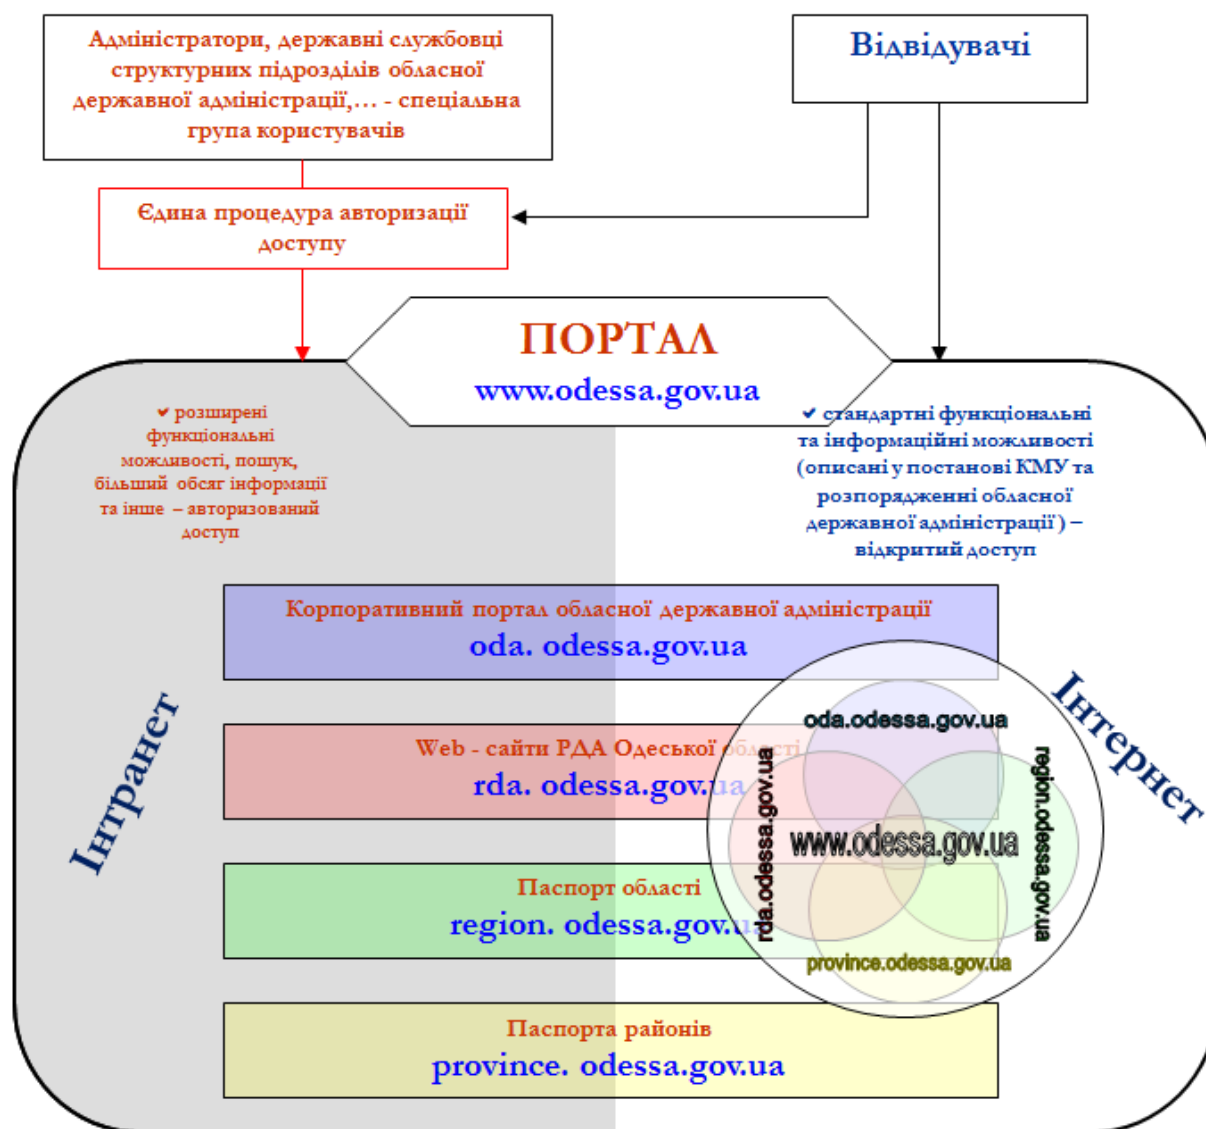 Адміністратори, державні службовці
структурних підрозділів обласної
державної адміністрації,... - спеціальна
група користувачів
Відвідувачі
Єдина процедура авторизації
доступу
ПОРТАЛ
www.odessa.gov.ua
розширені
функціональні
можливості, пошук,
більший обсяг інформації
та інше – авторизований
доступ
стандартні функціональні
та інформаційні можливості
(описані у постанові КМУ та
розпорядженні обласної
державної адміністрації ) –
відкритий доступ
Корпоративний портал обласної державної адміністрації
oda. odessa.gov.ua
Web - сайти РДА Одеської області
rda. odessa.gov.ua
Паспорт області
region. odessa.gov.ua
Паспорта районів
province. odessa.gov.ua
Інтранет
Інтернет
oda.odessa.gov.ua
rda.odessa.gov.ua
www.odessa.gov.ua
region.odessa.gov.ua
province.odessa.gov.ua